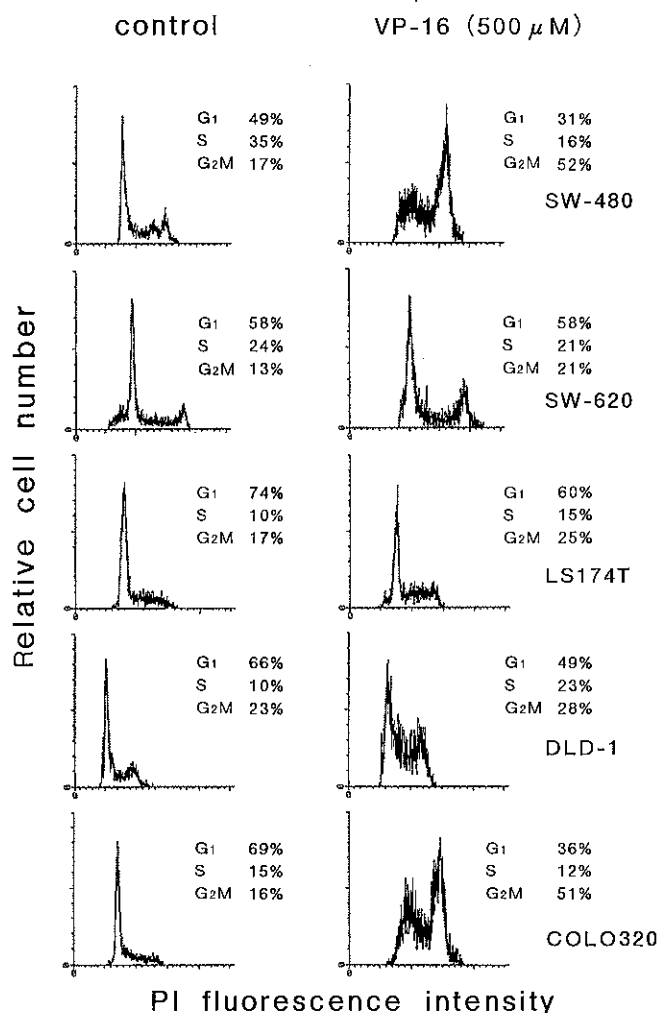 control VP-16 (500 μM)
G1 49%
S 35%
G2M 17%
G1 31%
S 16%
G2M 52%
SW-480
G1 58%
S 24%
G2M 13%
G1 58%
S 21%
G2M 21%
SW-620
G1 74%
S 10%
G2M 17%
G1 60%
S 15%
G2M 25%
LS174T
G1 66%
S 10%
G2M 23%
G1 49%
S 23%
G2M 28%
DLD-1
G1 69%
S 15%
G2M 16%
G1 36%
S 12%
G2M 51%
COLO320
Relative cell number
PI fluorescence intensity